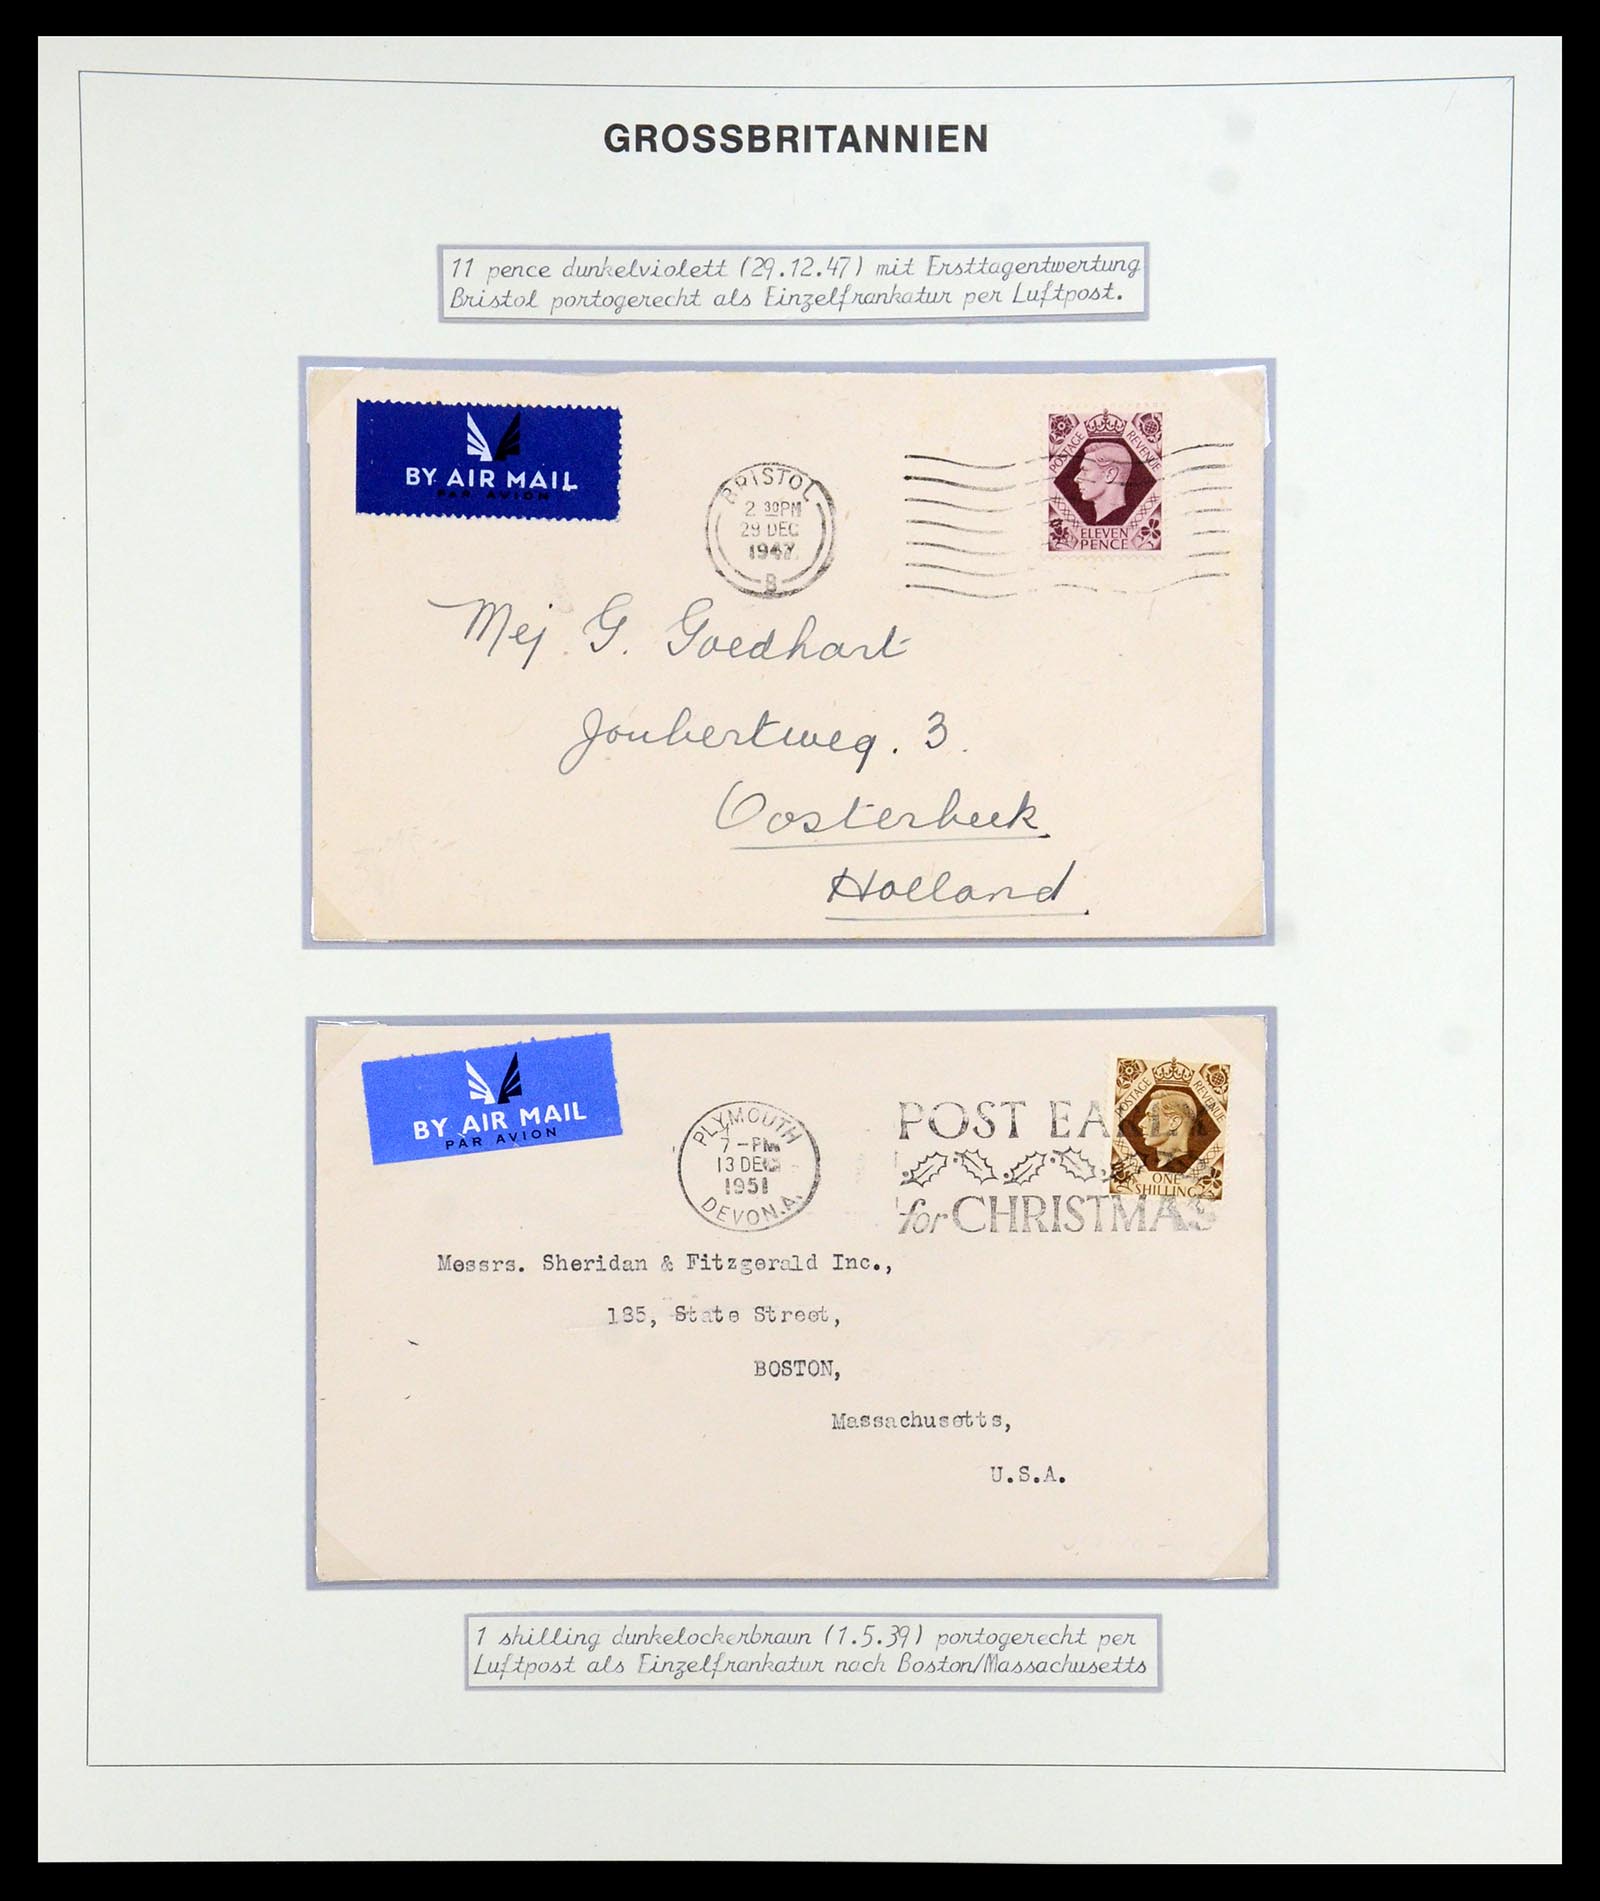 GROSSBRITANNIEN
11 pence dunkelviolett (29.12.47) mit Ersttagentwertung
Bristol portogerecht als Einzelfrankatur per Luftpost.
BY AIR MAIL
PAR AVION
BRISTOL
2 30PM
29 DEC
1947
B
POSTAGE REVENUE
ELEVEN
PENCE
Mej G. Goedhart
Joubertweg. 3.
Oosterbeek
Holland.
BY AIR MAIL
PAR AVION
PLYMOUTH
7-PM
13 DEC
1951
DEVON.A.
POST EARLY
for CHRISTMAS
POSTAGE REVENUE
ONE
SHILLING
Messrs. Sheridan & Fitzgerald Inc.,
185, State Street,
BOSTON,
Massachusetts,
U.S.A.
1 shilling dunkelockerbraun (1.5.39) portogerecht per
Luftpost als Einzelfrankatur nach Boston/Massachusetts